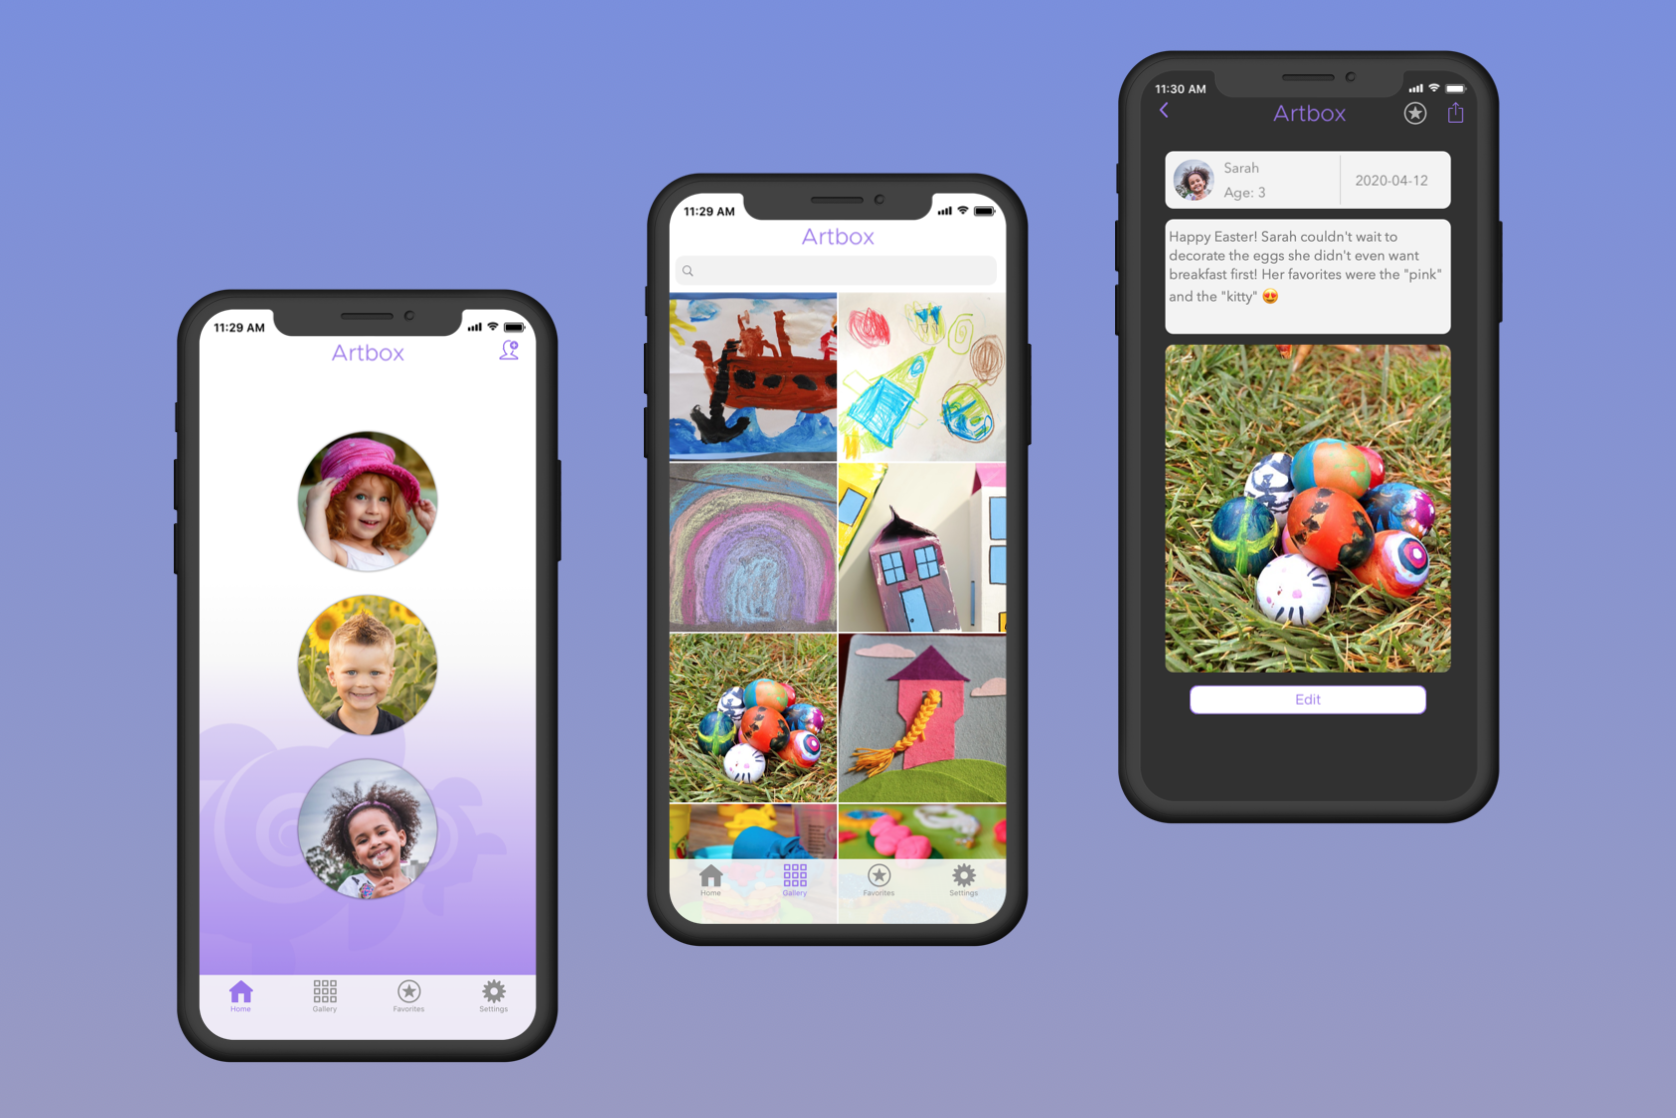 11:29 AM
Artbox
Home
Gallery
Favorites
Settings
11:29 AM
Artbox
Home
Gallery
Favorites
Settings
11:30 AM
Artbox
Sarah
Age: 3
2020-04-12
Happy Easter! Sarah couldn't wait to
decorate the eggs she didn't even want
breakfast first! Her favorites were the "pink"
and the "kitty" 😍
Edit